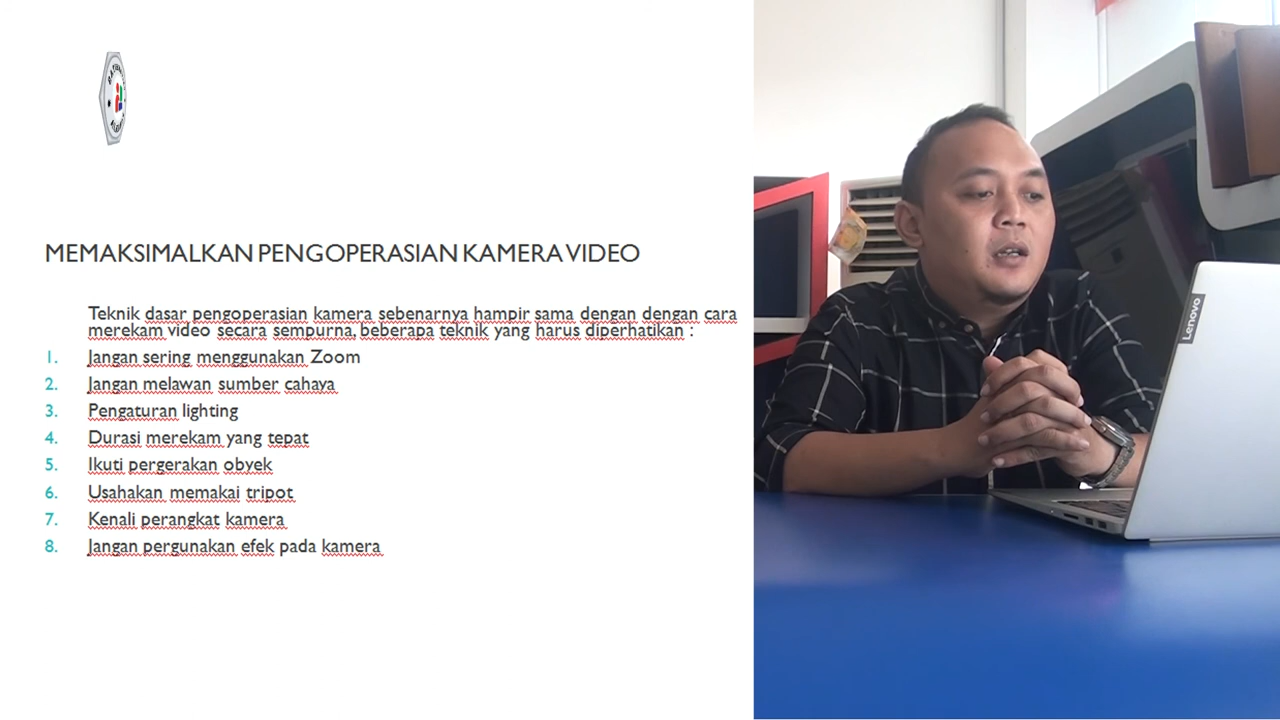 MEMAKSIMALKAN PENGOPERASIAN KAMERA VIDEO
Teknik dasar pengoperasian kamera sebenarnya hampir sama dengan dengan cara
merekam video secara sempurna, beberapa teknik yang harus diperhatikan :
1. Jangan sering menggunakan Zoom
2. Jangan melawan sumber cahaya
3. Pengaturan lighting
4. Durasi merekam yang tepat
5. Ikuti pergerakan obyek
6. Usahakan memakai tripot
7. Kenali perangkat kamera
8. Jangan pergunakan efek pada kamera
Lenovo